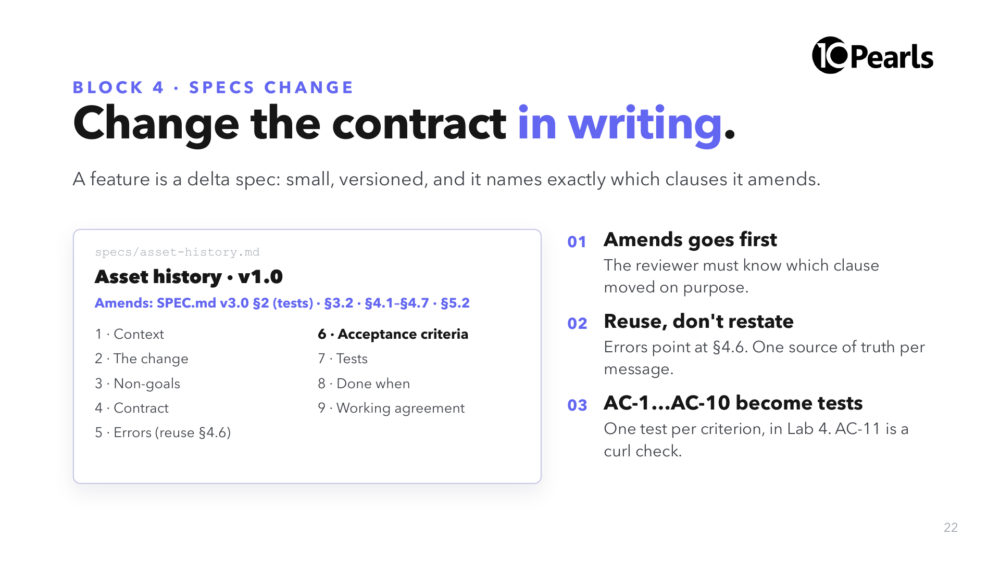 10Pearls
BLOCK 4 · SPECS CHANGE
Change the contract in writing.
A feature is a delta spec: small, versioned, and it names exactly which clauses it amends.
specs/asset-history.md
Asset history · v1.0
Amends: SPEC.md v3.0 §2 (tests) · §3.2 · §4.1–§4.7 · §5.2
1 · Context
2 · The change
3 · Non-goals
4 · Contract
5 · Errors (reuse §4.6)
6 · Acceptance criteria
7 · Tests
8 · Done when
9 · Working agreement
01 Amends goes first
The reviewer must know which clause
moved on purpose.
02 Reuse, don't restate
Errors point at §4.6. One source of truth per
message.
03 AC-1…AC-10 become tests
One test per criterion, in Lab 4. AC-11 is a
curl check.
22